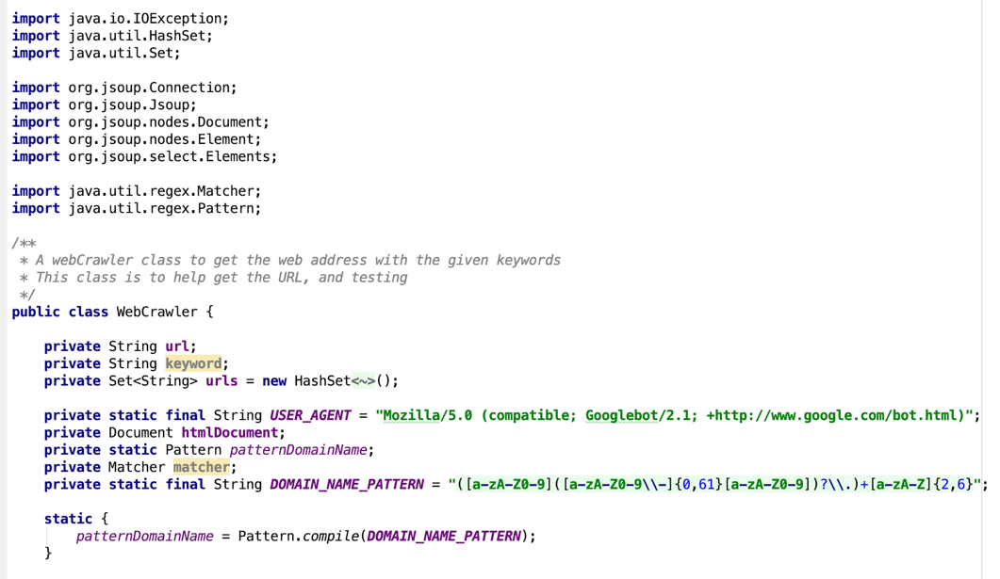 import java.io.IOException;
import java.util.HashSet;
import java.util.Set;
import org.jsoup.Connection;
import org.jsoup.Jsoup;
import org.jsoup.nodes.Document;
import org.jsoup.nodes.Element;
import org.jsoup.select.Elements;
import java.util.regex.Matcher;
import java.util.regex.Pattern;
/**
 * A webCrawler class to get the web address with the given keywords
 * This class is to help get the URL, and testing
 */
public class WebCrawler {
    private String url;
    private String keyword;
    private Set<String> urls = new HashSet<~>();
    private static final String USER_AGENT = "Mozilla/5.0 (compatible; Googlebot/2.1; +http://www.google.com/bot.html)";
    private Document htmlDocument;
    private static Pattern patternDomainName;
    private Matcher matcher;
    private static final String DOMAIN_NAME_PATTERN = "([a-zA-Z0-9]([a-zA-Z0-9\\-]{0,61}[a-zA-Z0-9])?\\.)+[a-zA-Z]{2,6}";
    static {
        patternDomainName = Pattern.compile(DOMAIN_NAME_PATTERN);
    }